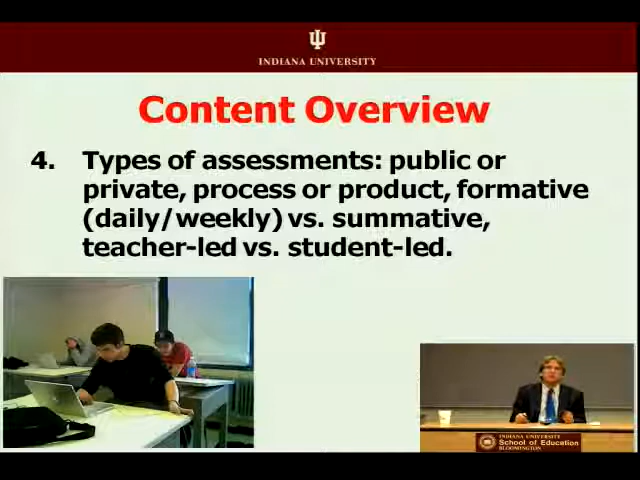 INDIANA UNIVERSITY
Content Overview
4. Types of assessments: public or
private, process or product, formative
(daily/weekly) vs. summative,
teacher-led vs. student-led.
INDIANA UNIVERSITY
School of Education
BLOOMINGTON